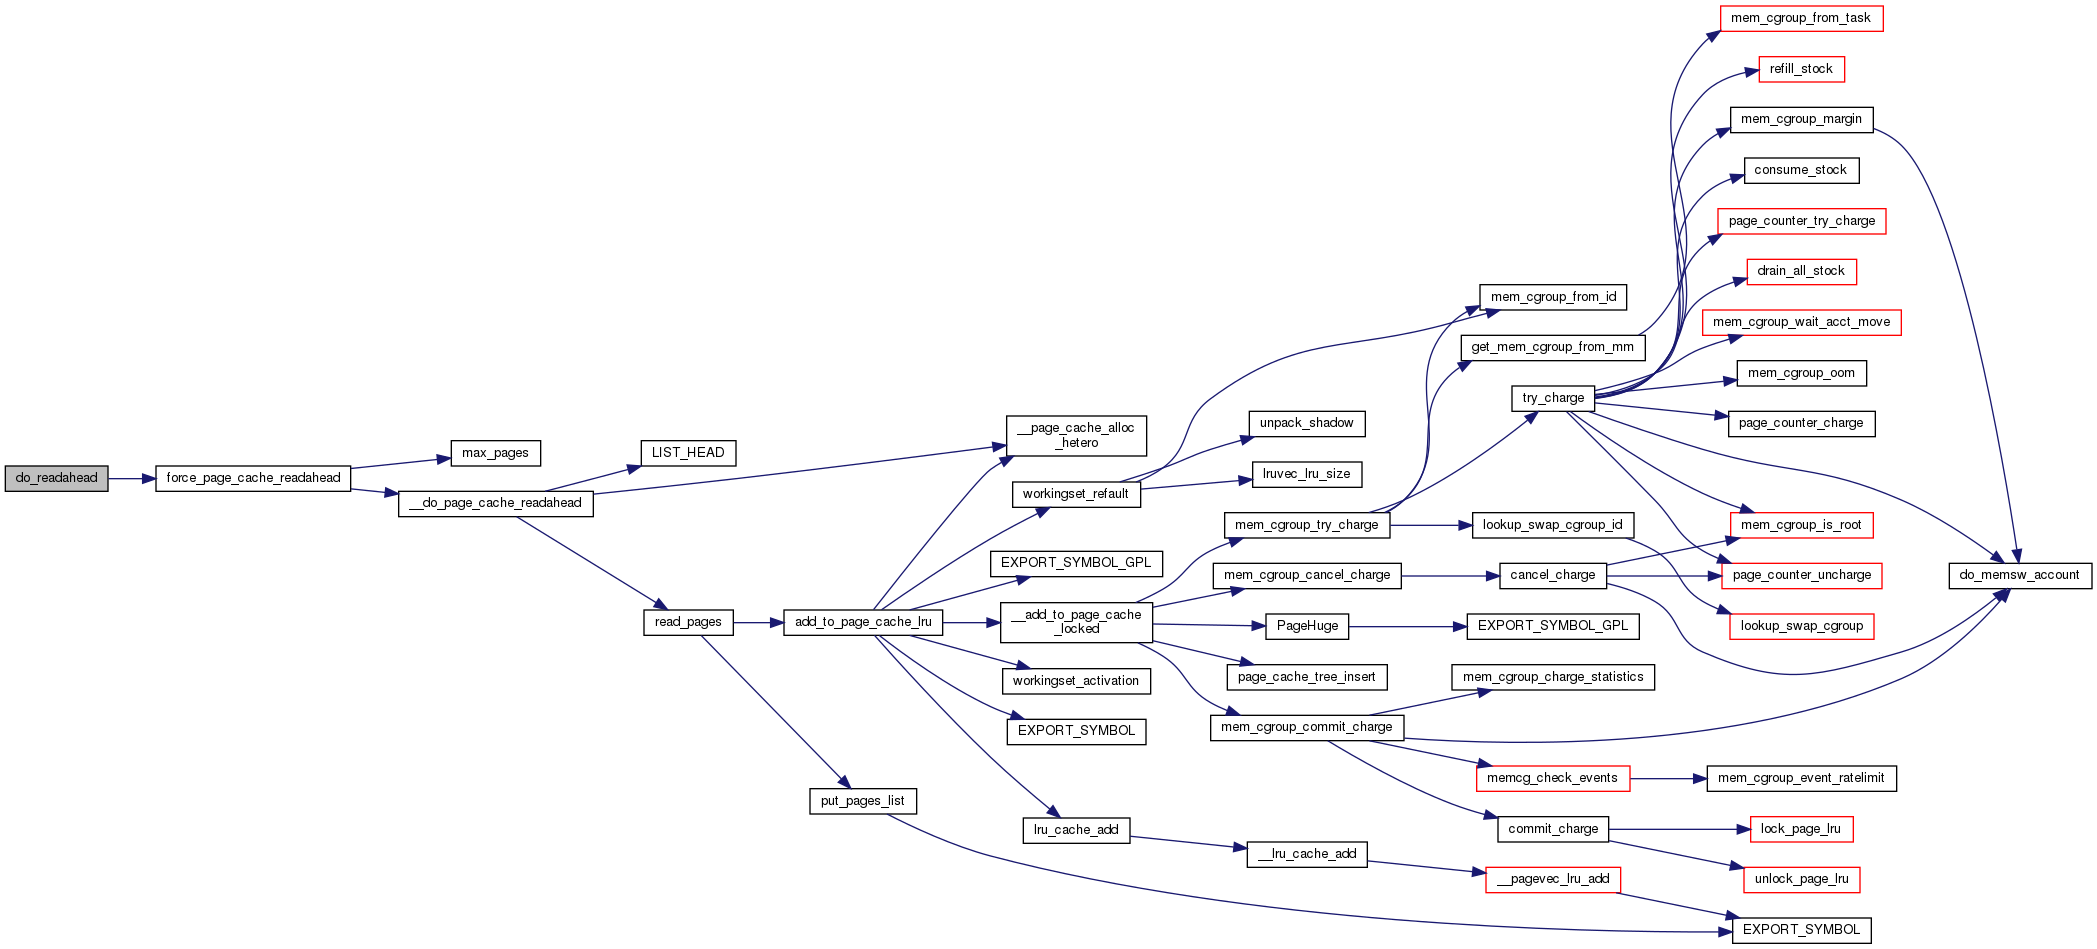 mem_cgroup_from_task
refill_stock
mem_cgroup_margin
consume_stock
page_counter_try_charge
drain_all_stock
mem_cgroup_from_id
mem_cgroup_wait_acct_move
get_mem_cgroup_from_mm
mem_cgroup_oom
try_charge
page_counter_charge
unpack_shadow
__page_cache_alloc
_hetero
max_pages
LIST_HEAD
lruvec_lru_size
do_readahead
force_page_cache_readahead
__do_page_cache_readahead
workingset_refault
mem_cgroup_try_charge
lookup_swap_cgroup_id
mem_cgroup_is_root
EXPORT_SYMBOL_GPL
mem_cgroup_cancel_charge
cancel_charge
page_counter_uncharge
do_memsw_account
read_pages
add_to_page_cache_lru
__add_to_page_cache
_locked
PageHuge
EXPORT_SYMBOL_GPL
lookup_swap_cgroup
workingset_activation
page_cache_tree_insert
mem_cgroup_charge_statistics
EXPORT_SYMBOL
mem_cgroup_commit_charge
memcg_check_events
mem_cgroup_event_ratelimit
put_pages_list
lru_cache_add
commit_charge
lock_page_lru
__lru_cache_add
__pagevec_lru_add
unlock_page_lru
EXPORT_SYMBOL